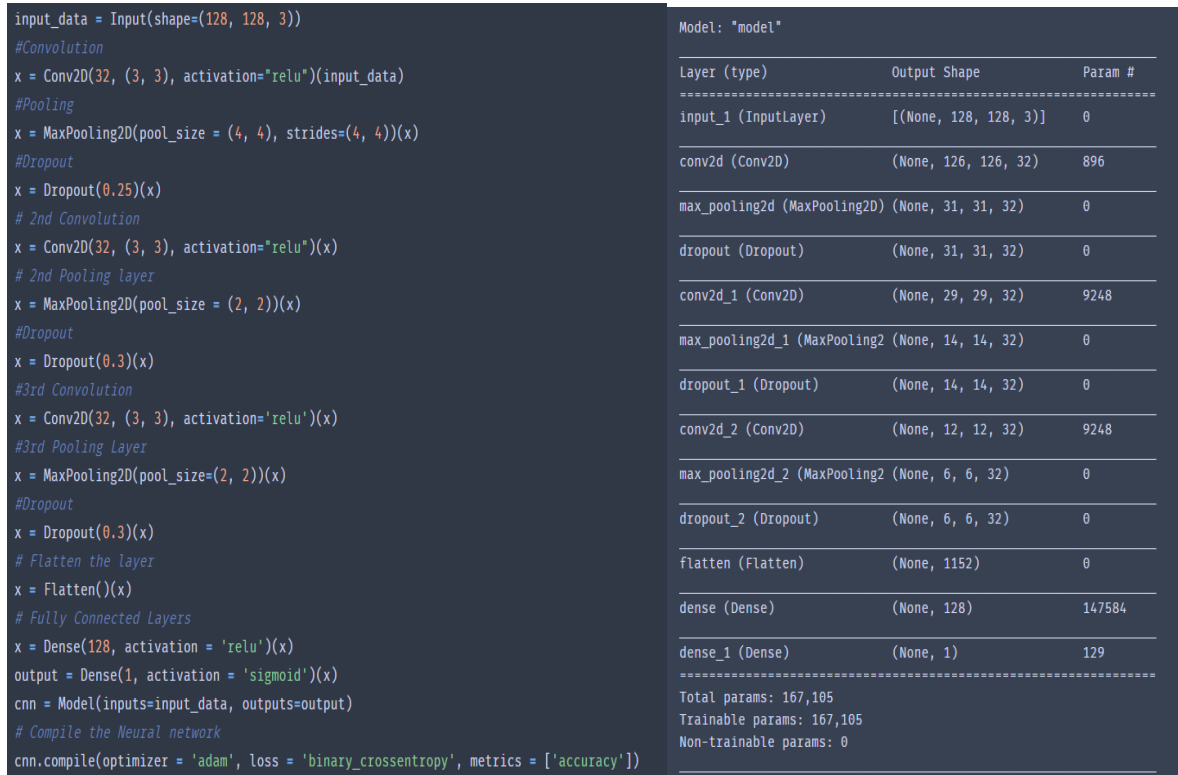 input_data = Input(shape=(128, 128, 3))
#Convolution
x = Conv2D(32, (3, 3), activation="relu")(input_data)
#Pooling
x = MaxPooling2D(pool_size = (4, 4), strides=(4, 4))(x)
#Dropout
x = Dropout(0.25)(x)
# 2nd Convolution
x = Conv2D(32, (3, 3), activation="relu")(x)
# 2nd Pooling layer
x = MaxPooling2D(pool_size = (2, 2))(x)
#Dropout
x = Dropout(0.3)(x)
#3rd Convolution
x = Conv2D(32, (3, 3), activation='relu')(x)
#3rd Pooling Layer
x = MaxPooling2D(pool_size=(2, 2))(x)
#Dropout
x = Dropout(0.3)(x)
# Flatten the layer
x = Flatten()(x)
# Fully Connected Layers
x = Dense(128, activation = 'relu')(x)
output = Dense(1, activation = 'sigmoid')(x)
cnn = Model(inputs=input_data, outputs=output)
# Compile the Neural network
cnn.compile(optimizer = 'adam', loss = 'binary_crossentropy', metrics = ['accuracy'])
Model: "model"
Layer (type) Output Shape Param #
input_1 (InputLayer) [(None, 128, 128, 3)] 0
conv2d (Conv2D) (None, 126, 126, 32) 896
max_pooling2d (MaxPooling2D) (None, 31, 31, 32) 0
dropout (Dropout) (None, 31, 31, 32) 0
conv2d_1 (Conv2D) (None, 29, 29, 32) 9248
max_pooling2d_1 (MaxPooling2 (None, 14, 14, 32) 0
dropout_1 (Dropout) (None, 14, 14, 32) 0
conv2d_2 (Conv2D) (None, 12, 12, 32) 9248
max_pooling2d_2 (MaxPooling2 (None, 6, 6, 32) 0
dropout_2 (Dropout) (None, 6, 6, 32) 0
flatten (Flatten) (None, 1152) 0
dense (Dense) (None, 128) 147584
dense_1 (Dense) (None, 1) 129
Total params: 167,105
Trainable params: 167,105
Non-trainable params: 0